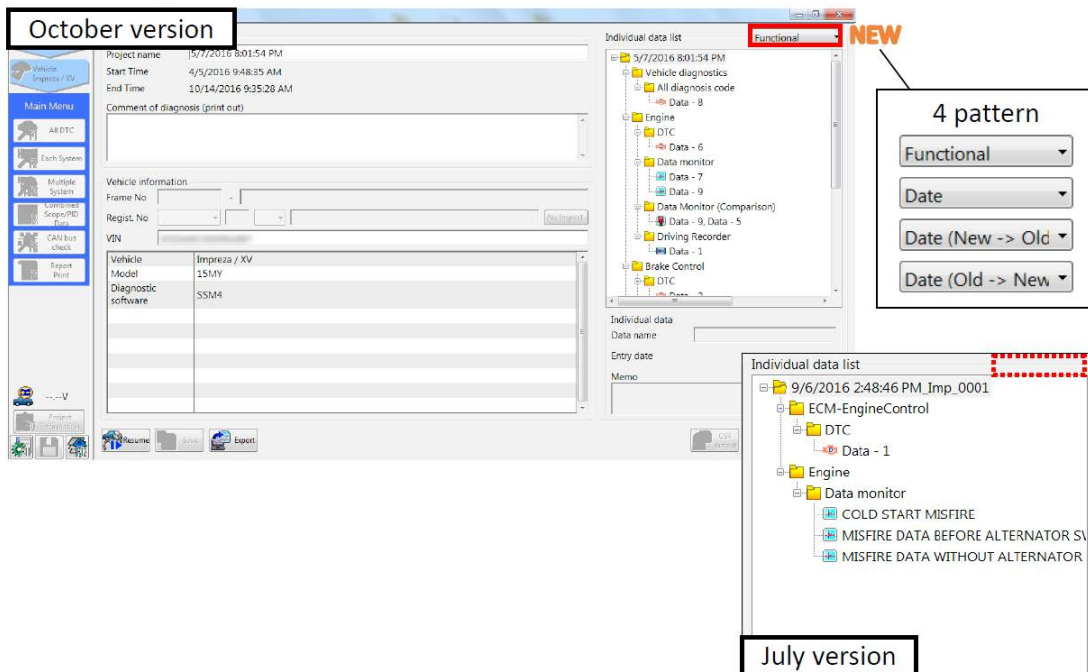 October version
Project name 5/7/2016 8:01:54 PM
Start Time 4/5/2016 9:48:35 AM
End Time 10/14/2016 9:35:28 AM
Comment of diagnosis (print out)
Vehicle
Impreza / XV
Main Menu
All DTC
Each System
Multiple
System
Combined
Scope/PID
Data
CAN bus
check
Report
Print
--.--V
Project
information
Vehicle information
Frame No -
Regist. No
VIN
Vehicle Impreza / XV
Model 15MY
Diagnostic
software SSM4
Resume
Save
Export
CSV
Individual data list Functional
NEW
5/7/2016 8:01:54 PM
Vehicle diagnostics
All diagnosis code
Data - 8
Engine
DTC
Data - 6
Data monitor
Data - 7
Data - 9
Data Monitor (Comparison)
Data - 9, Data - 5
Driving Recorder
Data - 1
Brake Control
DTC
Individual data
Data name
Entry date
Memo
4 pattern
Functional
Date
Date (New -> Old
Date (Old -> New
Individual data list
9/6/2016 2:48:46 PM_Imp_0001
ECM-EngineControl
DTC
Data - 1
Engine
Data monitor
COLD START MISFIRE
MISFIRE DATA BEFORE ALTERNATOR
MISFIRE DATA WITHOUT ALTERNATOR
July version